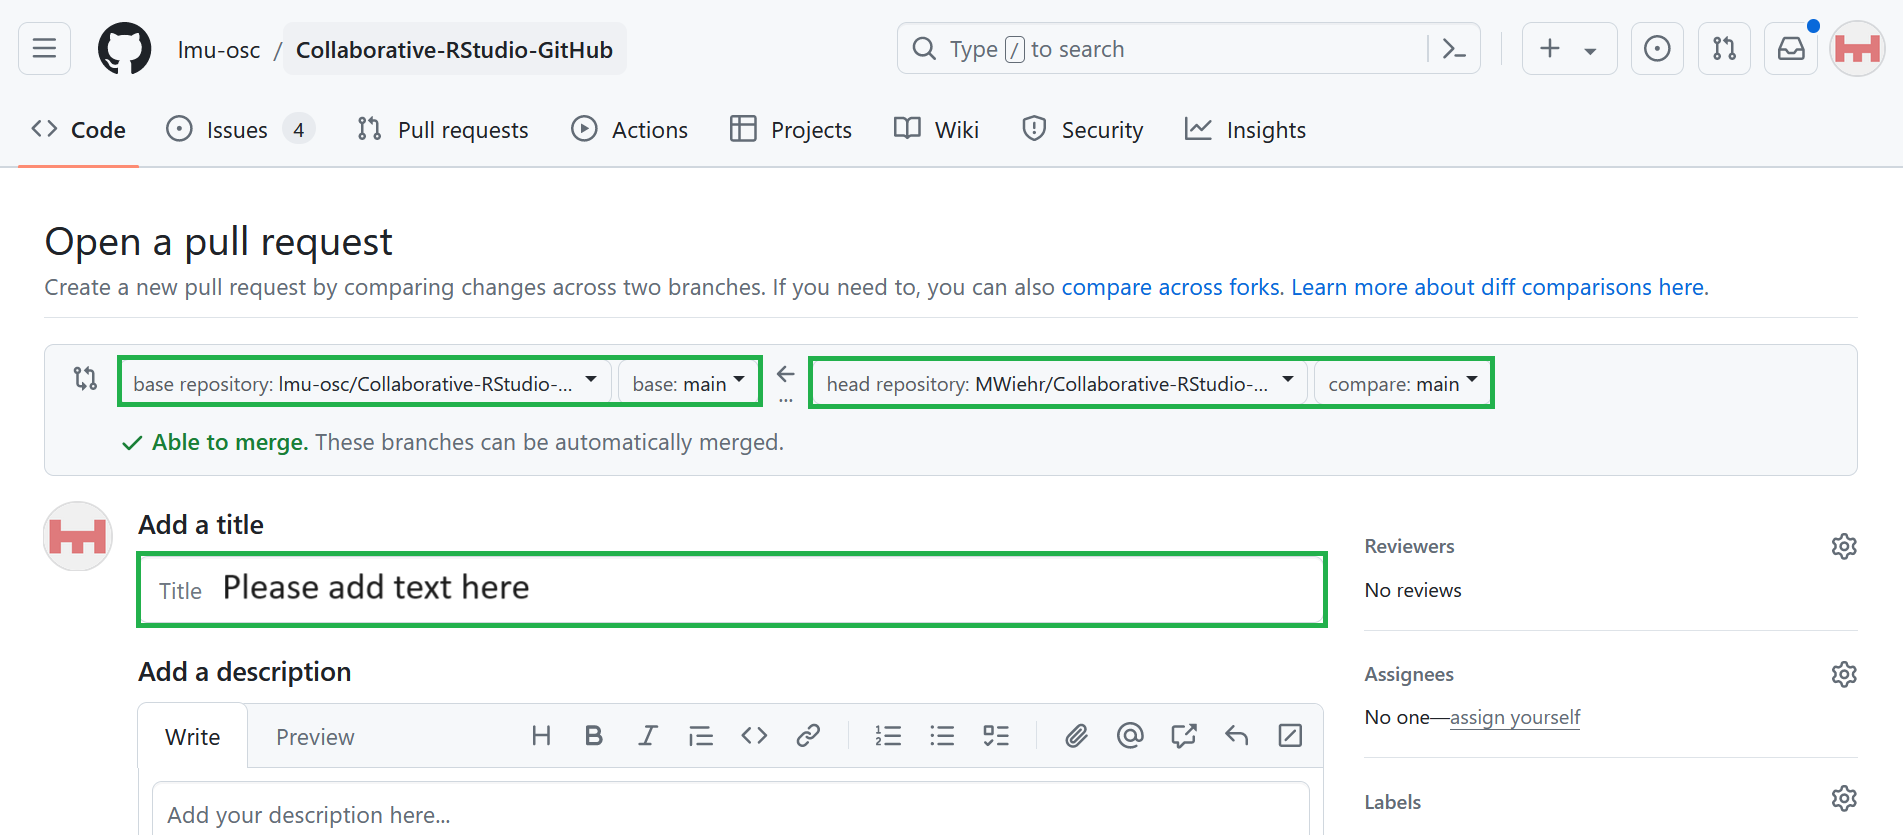 lmu-osc / Collaborative-RStudio-GitHub Type / to search
Code Issues 4 Pull requests Actions Projects Wiki Security Insights
Open a pull request
Create a new pull request by comparing changes across two branches. If you need to, you can also compare across forks. Learn more about diff comparisons here.
base repository: lmu-osc/Collaborative-RStudio-... base: main ... head repository: MWiehr/Collaborative-RStudio-... compare: main
Able to merge. These branches can be automatically merged.
Add a title
Title Please add text here
Reviewers
No reviews
Add a description
Assignees
No one—assign yourself
Write Preview
Labels
Add your description here...